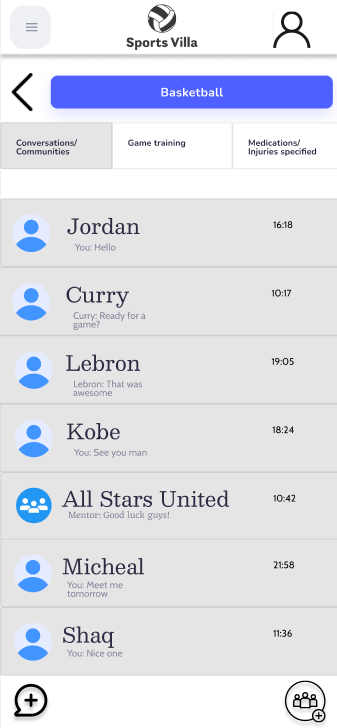 Sports Villa
Basketball
Conversations/
Communities
Game training
Medications/
Injuries specified
Jordan
16:18
You: Hello
Curry
10:17
Curry: Ready for a
game?
Lebron
19:05
Lebron: That was
awesome
Kobe
18:24
You: See you man
All Stars United
10:42
Mentor: Good luck guys!
Micheal
21:58
You: Meet me
tomorrow
Shaq
11:36
You: Nice one